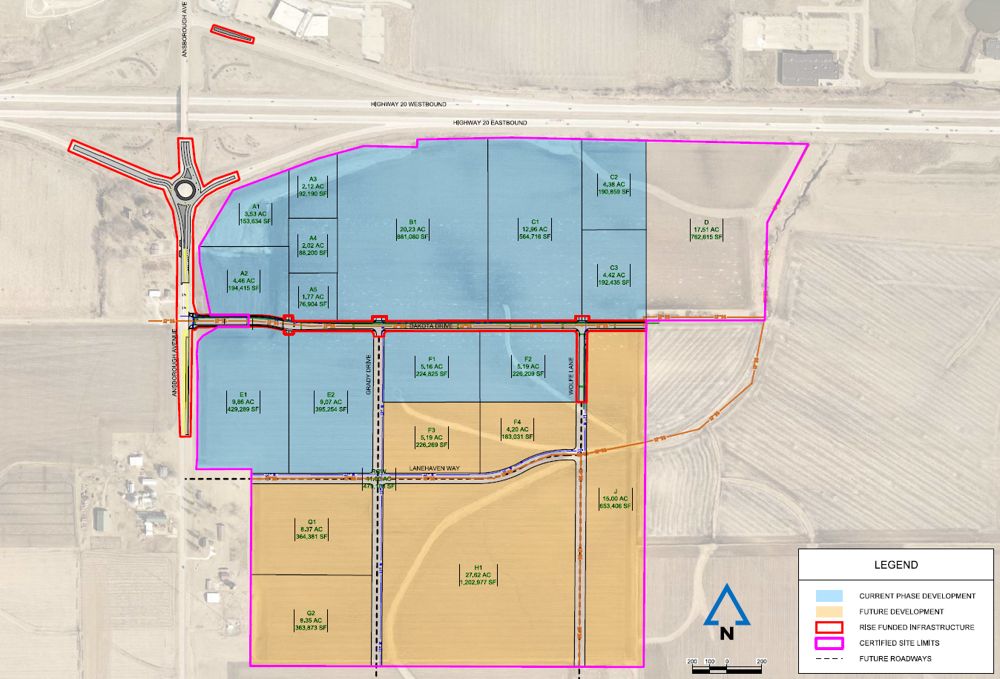 ANSBOROUGH AVE
HIGHWAY 20 WESTBOUND
HIGHWAY 20 EASTBOUND
A1
3.53 AC
153,634 SF
A2
4.46 AC
194,415 SF
A3
2.12 AC
92,190 SF
A4
2.02 AC
88,200 SF
A5
1.77 AC
76,904 SF
B1
20.23 AC
881,080 SF
C1
12.96 AC
564,716 SF
C2
4.38 AC
190,859 SF
C3
4.42 AC
192,435 SF
D
17.51 AC
762,615 SF
DAKOTA DRIVE
ANSBOROUGH AVENUE
GRADY DRIVE
WOLFE LANE
E1
9.86 AC
429,289 SF
E2
9.07 AC
395,254 SF
F1
5.16 AC
224,825 SF
F2
5.19 AC
226,209 SF
F3
5.19 AC
226,269 SF
F4
4.20 AC
183,031 SF
LANEHAVEN WAY
ROW
11.00 AC
J
15.00 AC
653,406 SF
G1
8.37 AC
364,381 SF
G2
8.35 AC
363,873 SF
H1
27.62 AC
1,202,977 SF
N
200 100 0 200
LEGEND
CURRENT PHASE DEVELOPMENT
FUTURE DEVELOPMENT
RISE FUNDED INFRASTRUCTURE
CERTIFIED SITE LIMITS
FUTURE ROADWAYS